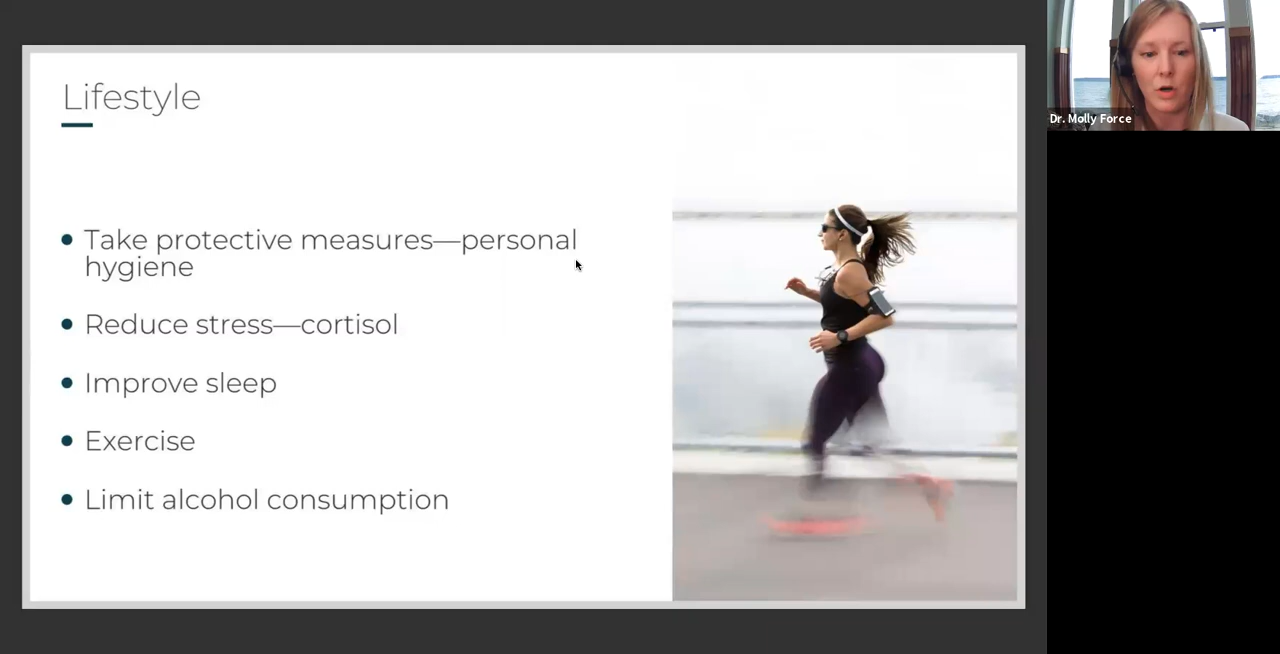 Lifestyle
Take protective measures—personal
hygiene
Reduce stress—cortisol
Improve sleep
Exercise
Limit alcohol consumption
Dr. Molly Force